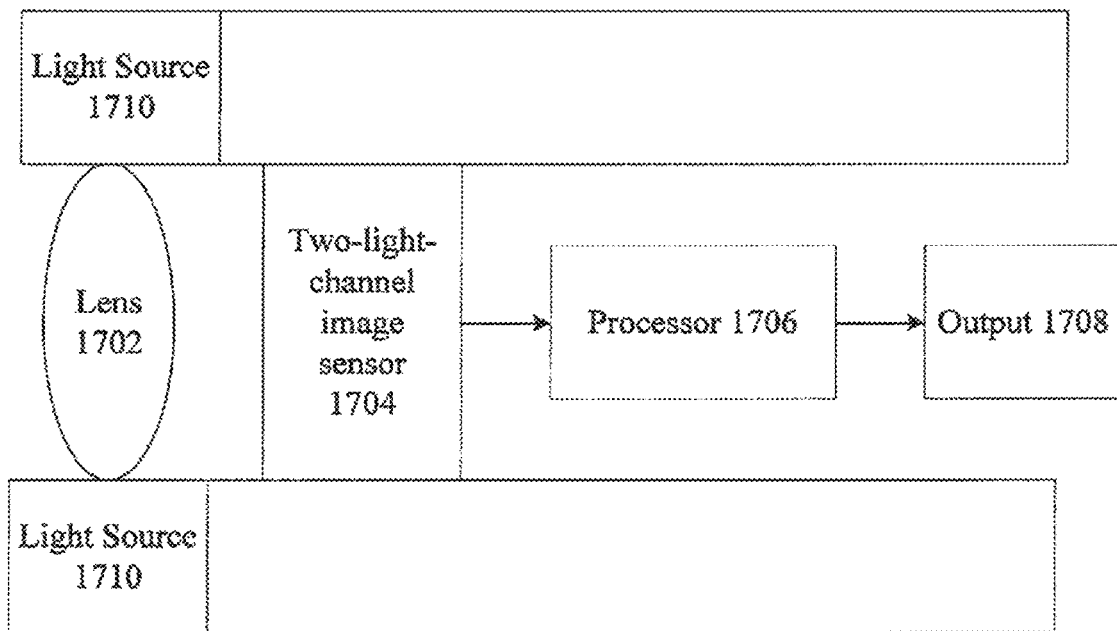 Light Source
1710
Lens
1702
Two-light-
channel
image
sensor
1704
Processor 1706
Output 1708
Light Source
1710